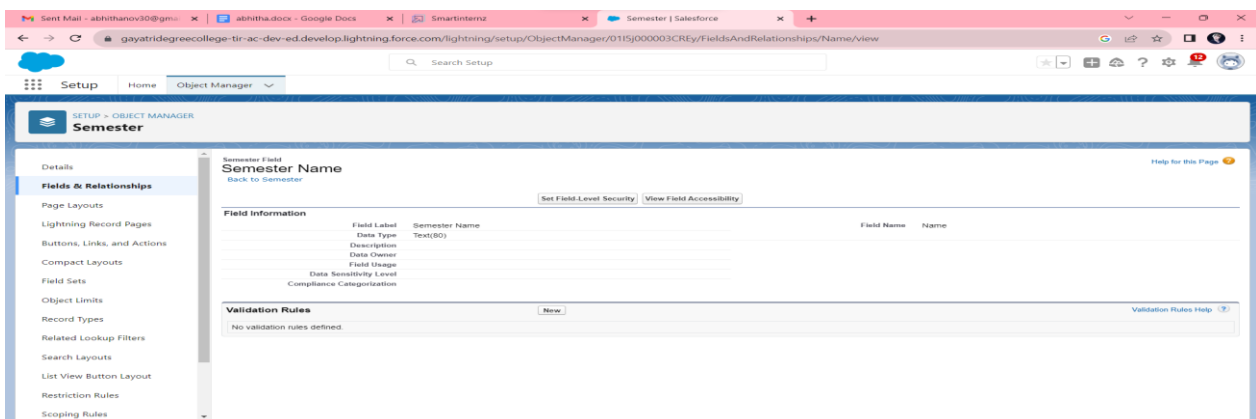 Sent Mail - abhithanov30@gma
abhitha.docx - Google Docs
Smartinternz
Semester | Salesforce
gayatridegreecollege-tir-ac-dev-ed.develop.lightning.force.com/lightning/setup/ObjectManager/01ISj000003CREy/FieldsAndRelationships/Name/view
Search Setup
12
Setup
Home
Object Manager
SETUP > OBJECT MANAGER
Semester
Details
Fields & Relationships
Page Layouts
Lightning Record Pages
Buttons, Links, and Actions
Compact Layouts
Field Sets
Object Limits
Record Types
Related Lookup Filters
Search Layouts
List View Button Layout
Restriction Rules
Scoping Rules
Semester Field
Semester Name
Back to Semester
Help for this Page
Set Field-Level Security View Field Accessibility
Field Information
Field Label Semester Name Field Name Name
Data Type Text(80)
Description
Data Owner
Field Usage
Data Sensitivity Level
Compliance Categorization
Validation Rules New Validation Rules Help ?
No validation rules defined.